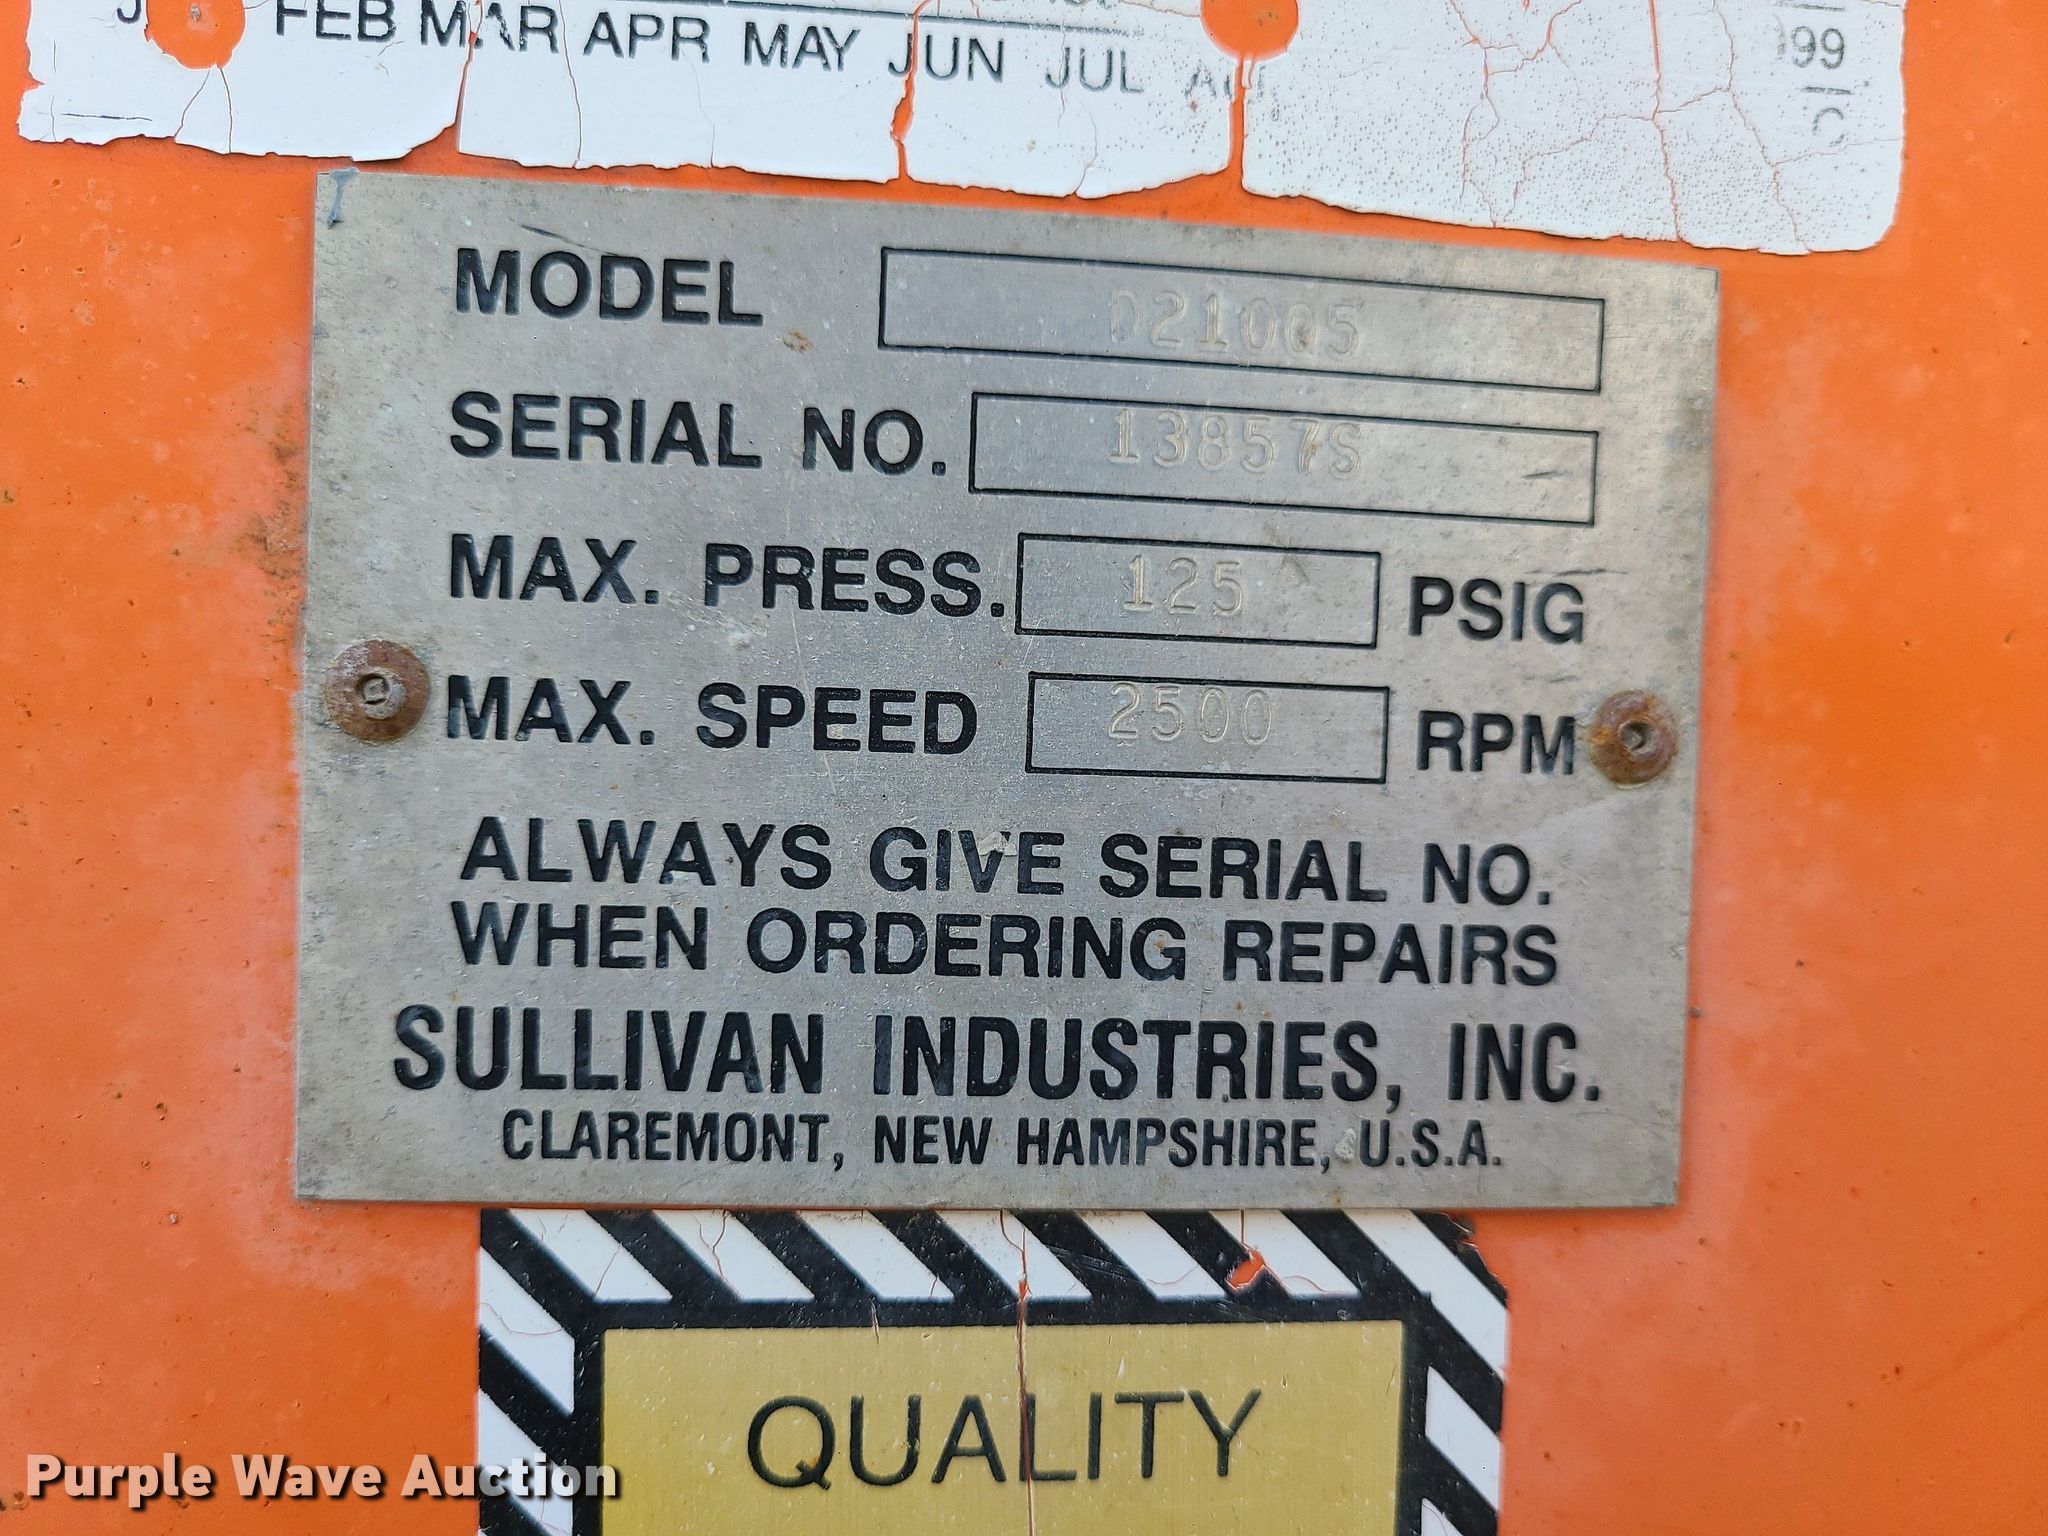 FEB MAR APR MAY JUN JUL
99
MODEL D210Q5
SERIAL NO. 13857S
MAX. PRESS. 125 PSIG
MAX. SPEED 2500 RPM
ALWAYS GIVE SERIAL NO.
WHEN ORDERING REPAIRS
SULLIVAN INDUSTRIES, INC.
CLAREMONT, NEW HAMPSHIRE, U.S.A.
QUALITY
Purple Wave Auction